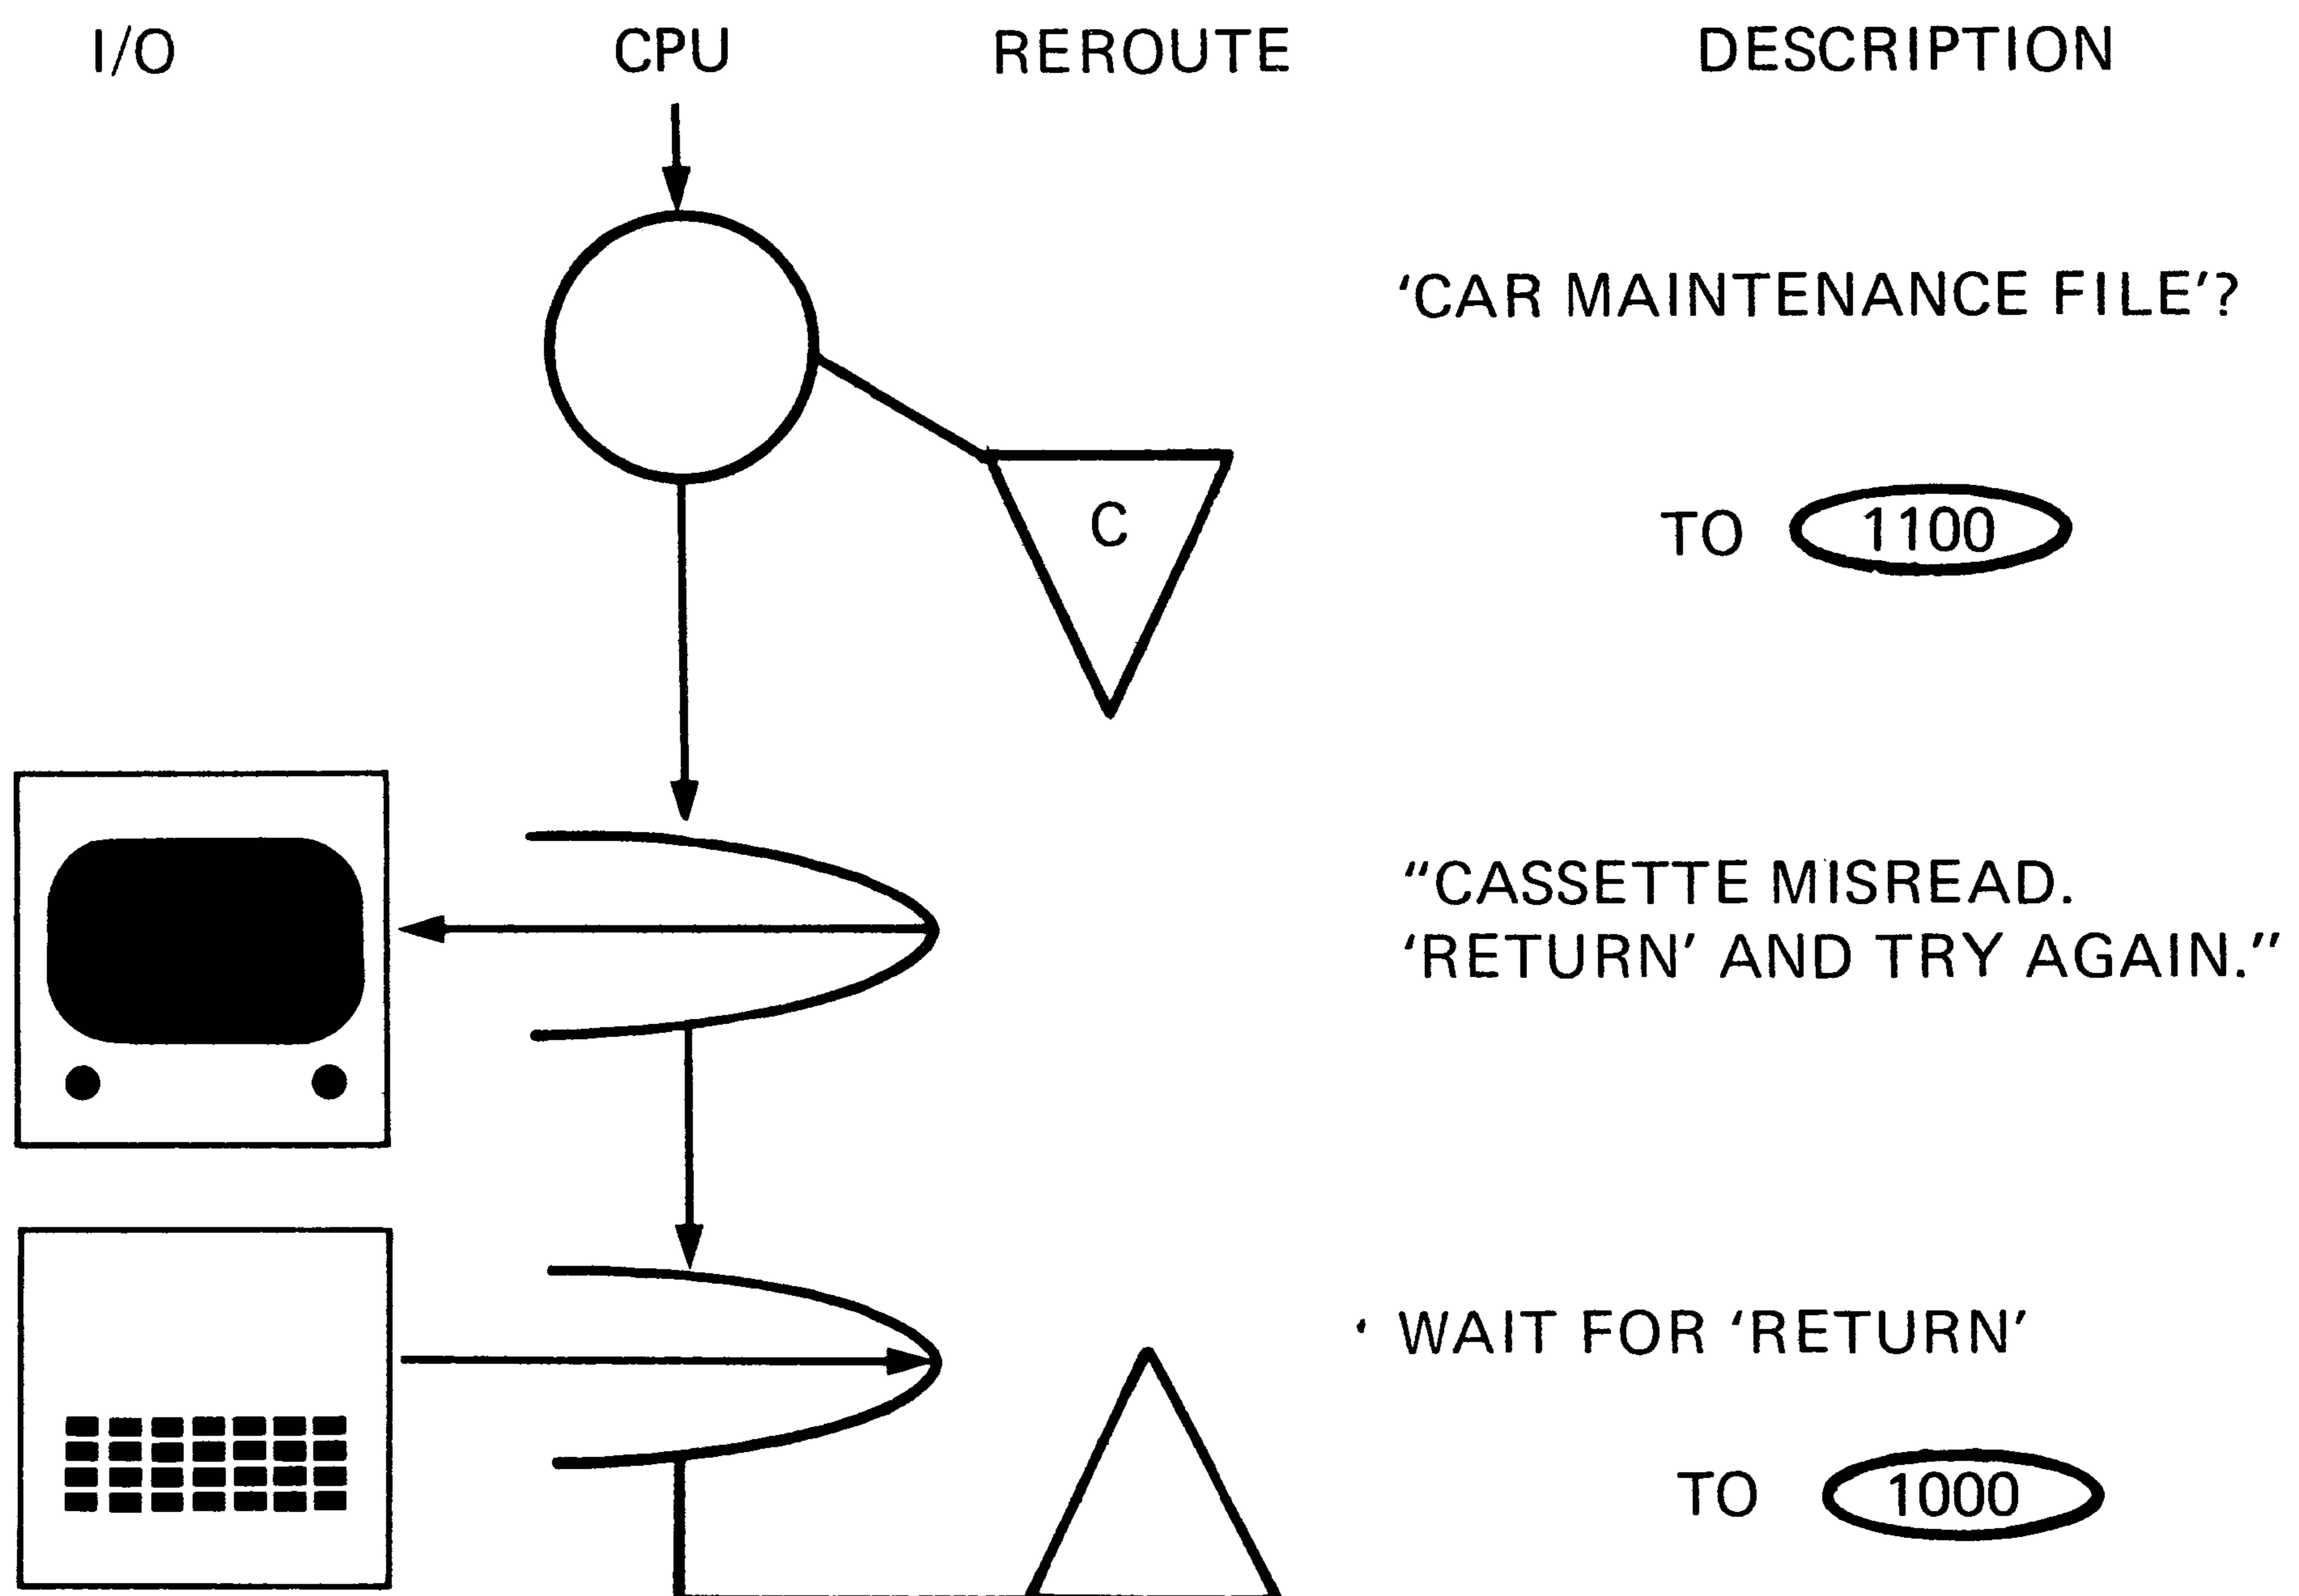 I/O CPU REROUTE DESCRIPTION
‘CAR MAINTENANCE FILE’?
C
TO 1100
“CASSETTE MISREAD.
‘RETURN’ AND TRY AGAIN.”
WAIT FOR ‘RETURN’
TO 1000